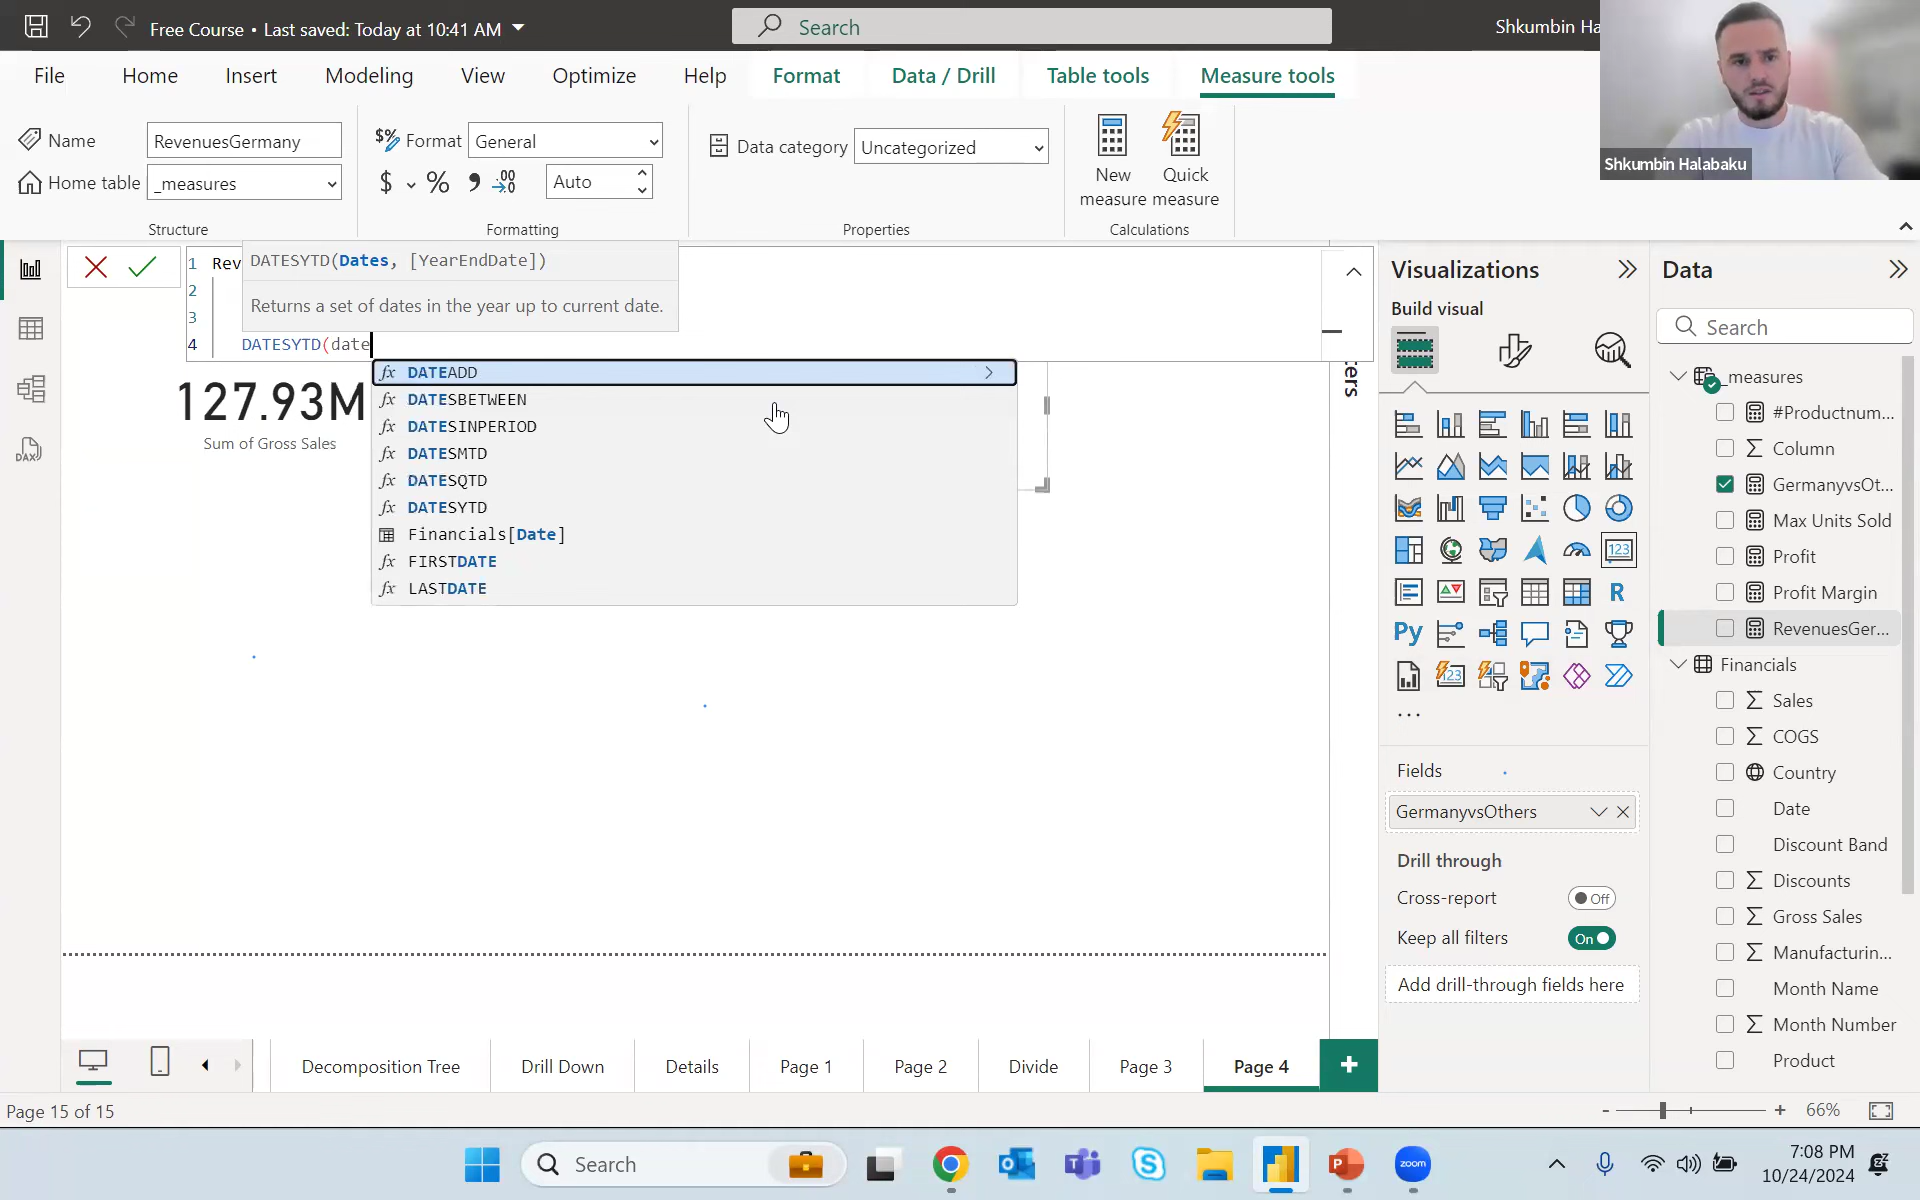 Free Course • Last saved: Today at 10:41 AM
Search
Shkumbin Ha
Shkumbin Halabaku
File
Home
Insert
Modeling
View
Optimize
Help
Format
Data / Drill
Table tools
Measure tools
Name
RevenuesGermany
Home table
_measures
Structure
Format
General
$ % 9 .00
Auto
Formatting
Data category
Uncategorized
Properties
New measure
Quick measure
Calculations
1 Rev
2
3
4 DATESYTD(date
DATESYTD(Dates, [YearEndDate])
Returns a set of dates in the year up to current date.
DATEADD
DATESBETWEEN
DATESINPERIOD
DATESMTD
DATESQTD
DATESYTD
Financials[Date]
FIRSTDATE
LASTDATE
127.93M
Sum of Gross Sales
ters
Visualizations
Build visual
123
R
Py
123
...
Fields
GermanyvsOthers
Drill through
Cross-report
Off
Keep all filters
On
Add drill-through fields here
Data
Search
_measures
#Productnum...
Column
GermanyvsOt...
Max Units Sold
Profit
Profit Margin
RevenuesGer...
Financials
Sales
COGS
Country
Date
Discount Band
Discounts
Gross Sales
Manufacturin...
Month Name
Month Number
Product
DAX
Decomposition Tree
Drill Down
Details
Page 1
Page 2
Divide
Page 3
Page 4
+
Page 15 of 15
- + 66%
Search
zoom
7:08 PM
10/24/2024